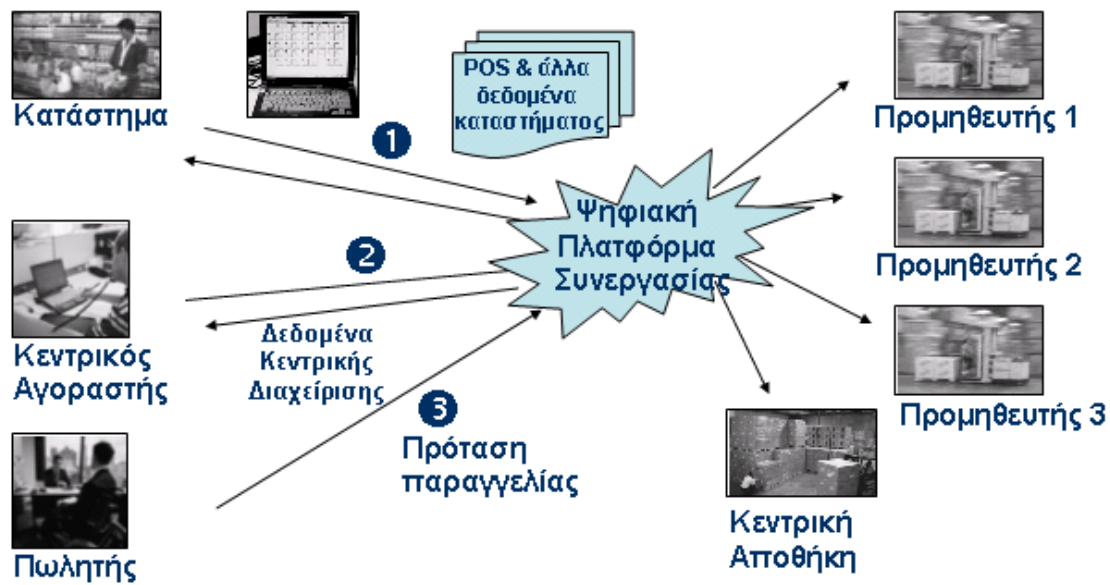 Κατάστημα
POS & άλλα
δεδομένα
καταστήματος
Προμηθευτής 1
1
Ψηφιακή
Πλατφόρμα
Συνεργασίας
Προμηθευτής 2
2
Κεντρικός
Αγοραστής
Δεδομένα
Κεντρικής
Διαχείρισης
3
Πρόταση
παραγγελίας
Προμηθευτής 3
Κεντρική
Αποθήκη
Πωλητής